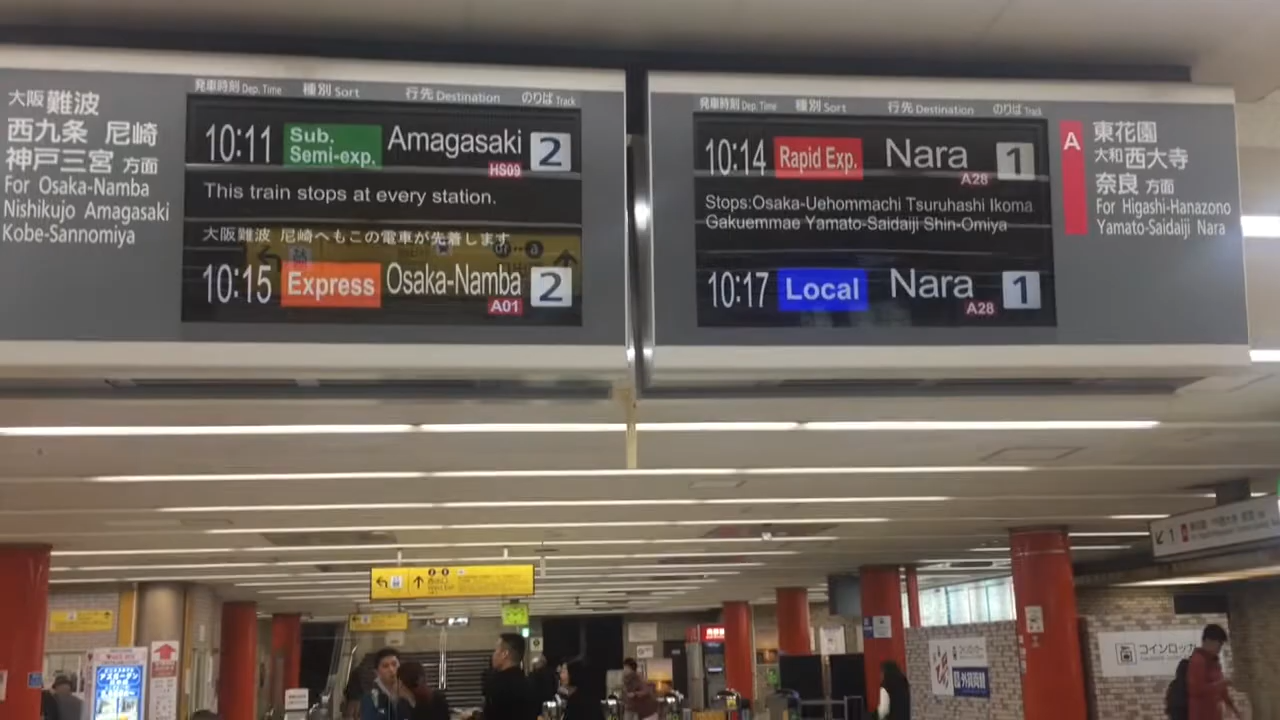 大阪難波
西九条 尼崎
神戸三宮 方面
For Osaka-Namba
Nishikujo Amagasaki
Kobe-Sannomiya
発車時刻 Dep. Time 種別 Sort 行先 Destination のりば Track
10:11 Sub. Semi-exp. Amagasaki HS09 2
This train stops at every station.
大阪難波 尼崎へもこの電車が先着します
10:15 Express Osaka-Namba A01 2
発車時刻 Dep. Time 種別 Sort 行先 Destination のりば Track
10:14 Rapid Exp. Nara A28 1
Stops:Osaka-Uehommachi Tsuruhashi Ikoma
Gakuemmae Yamato-Saidaiji Shin-Omiya
10:17 Local Nara A28 1
A
東花園
大和西大寺
奈良 方面
For Higashi-Hanazono
Yamato-Saidaiji Nara
1
コインロッカ